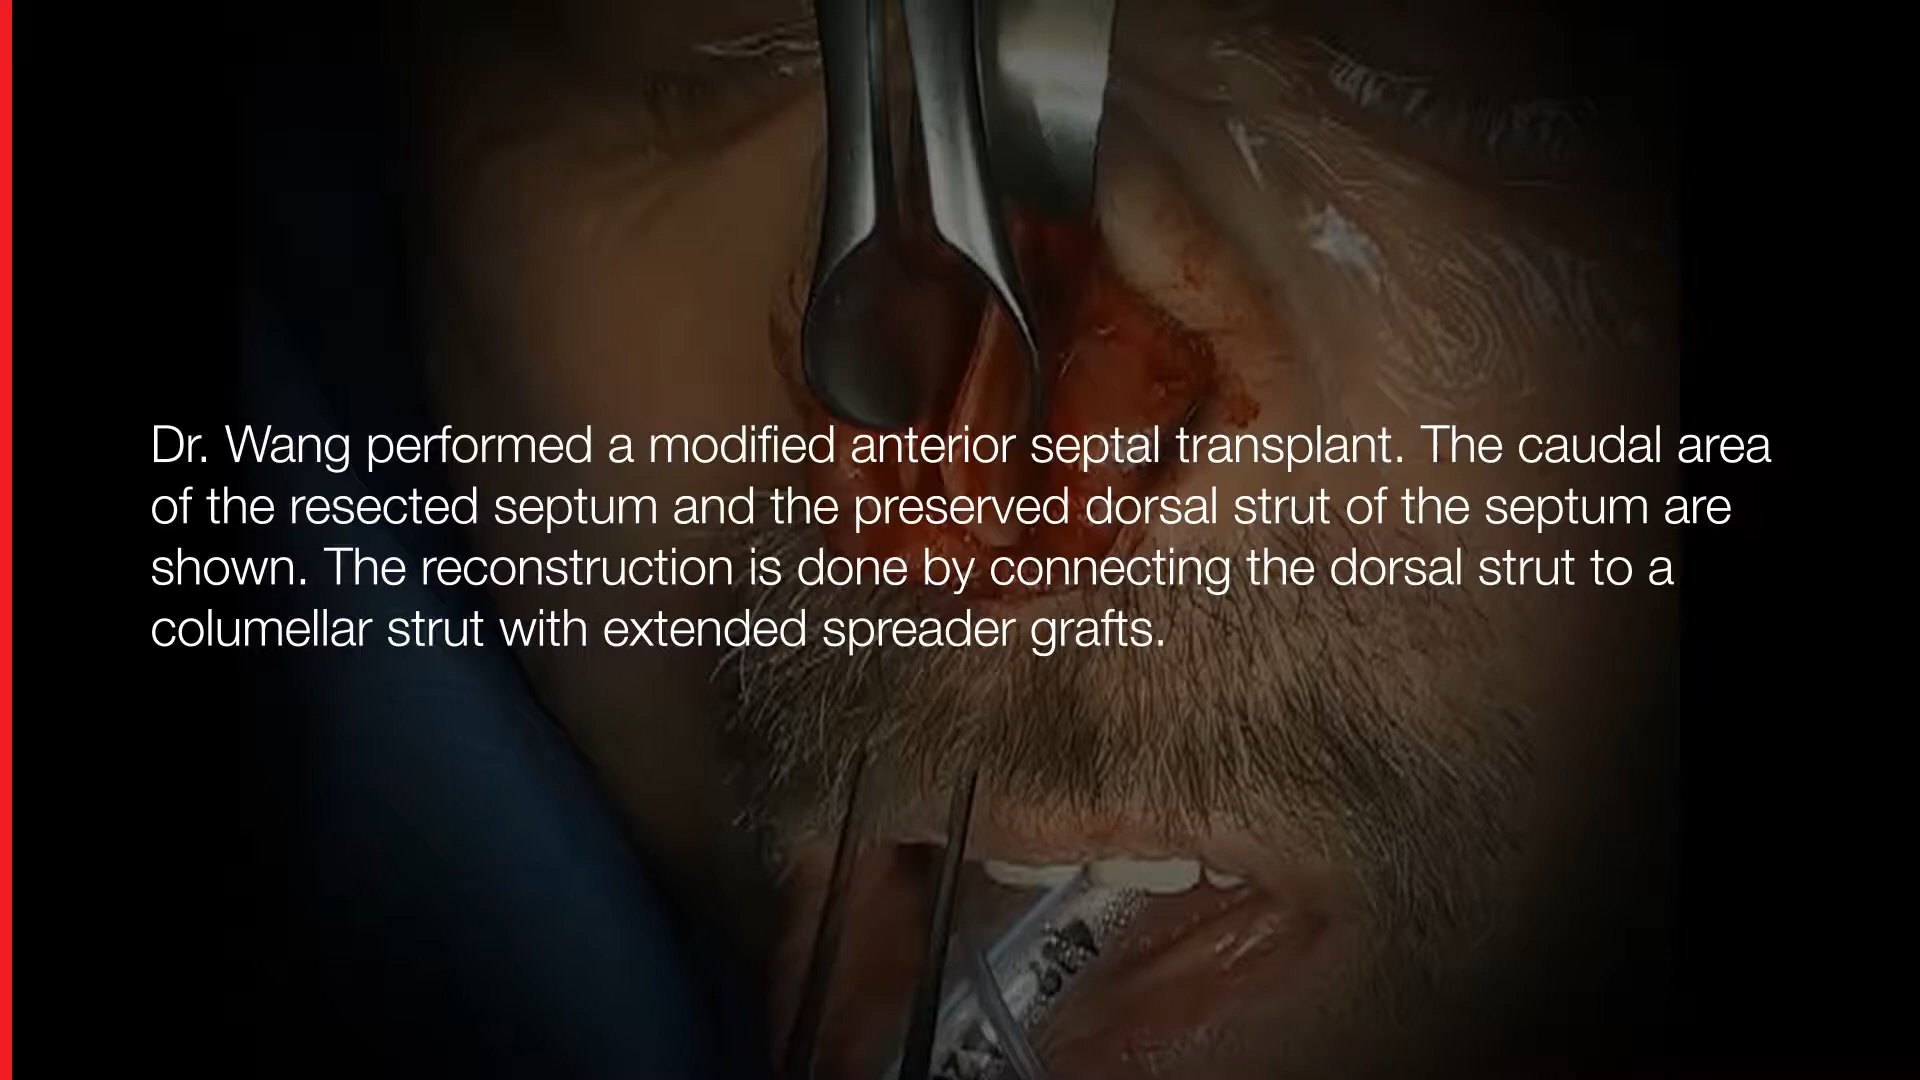 Dr. Wang performed a modified anterior septal transplant. The caudal area
of the resected septum and the preserved dorsal strut of the septum are
shown. The reconstruction is done by connecting the dorsal strut to a
columellar strut with extended spreader grafts.